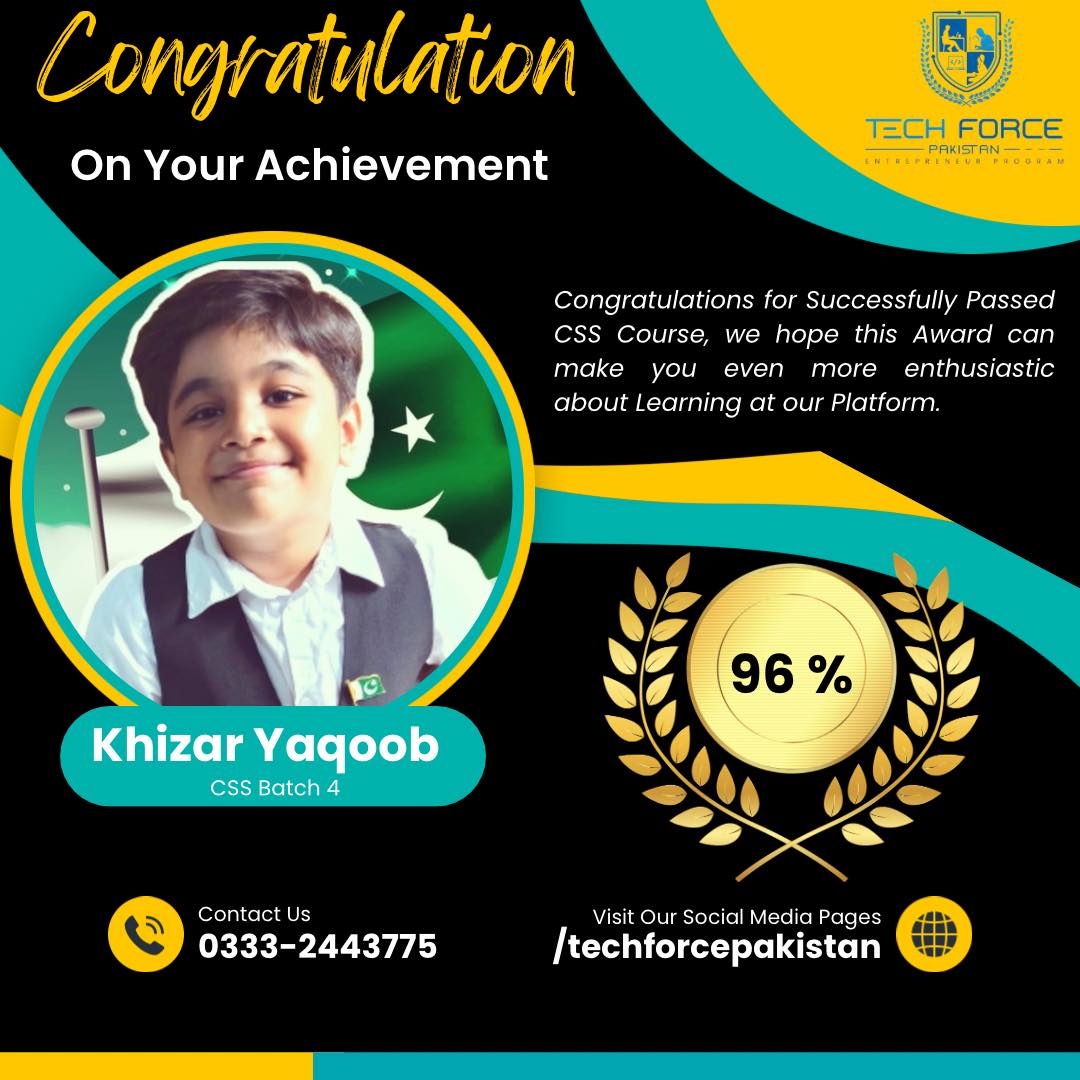 Congratulation
On Your Achievement
TECH FORCE
PAKISTAN
ENTREPRENEUR PROGRAM
Congratulations for Successfully Passed
CSS Course, we hope this Award can
make you even more enthusiastic
about Learning at our Platform.
96 %
Khizar Yaqoob
CSS Batch 4
Contact Us
0333-2443775
Visit Our Social Media Pages
/techforcepakistan